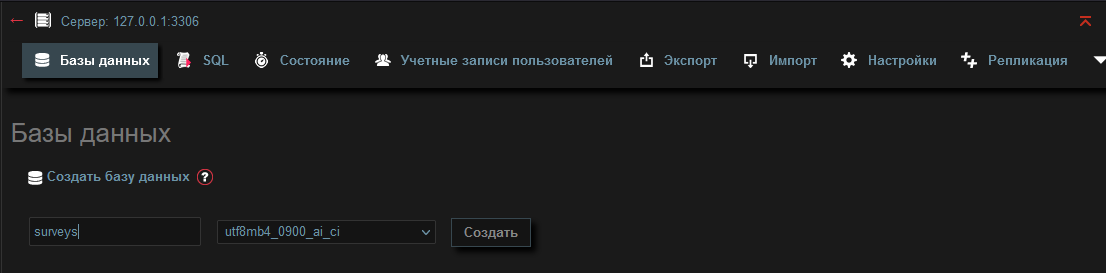 Сервер: 127.0.0.1:3306
Базы данных SQL Состояние Учетные записи пользователей Экспорт Импорт Настройки Репликация
Базы данных
Создать базу данных ?
surveys utf8mb4_0900_ai_ci Создать